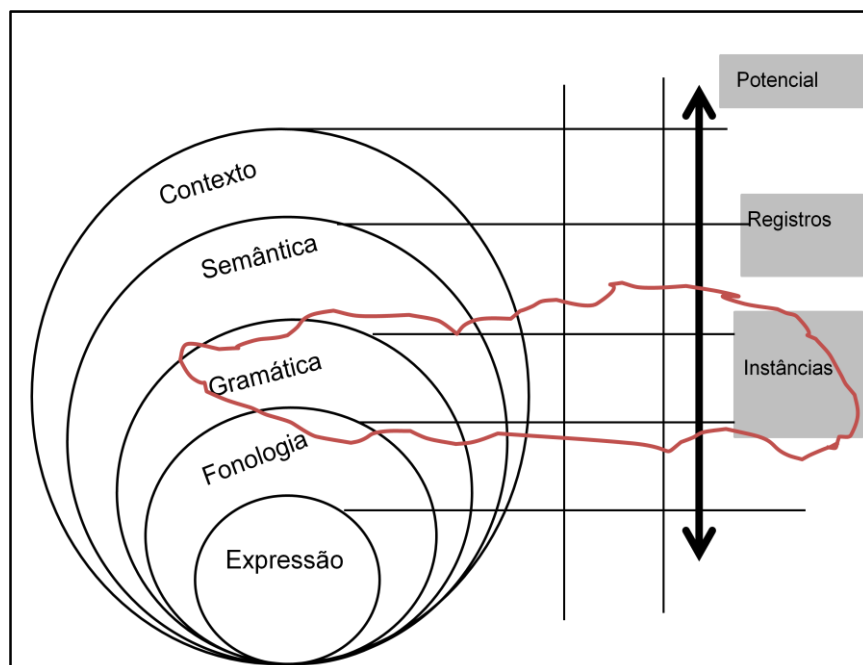 Potencial
Contexto
Registros
Semântica
Instâncias
Gramática
Fonologia
Expressão